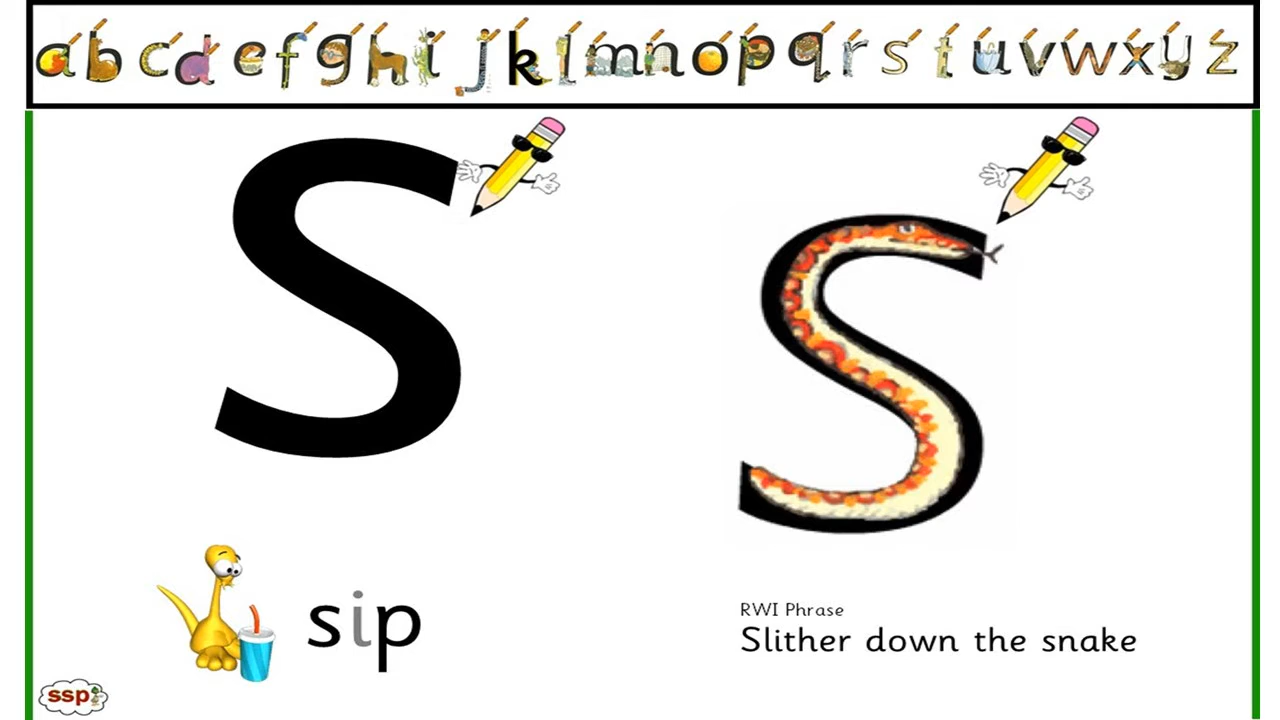 a b c d e f g h i j k l m n o p q r s t u v w x y z
s
s
sip
RWI Phrase
Slither down the snake
ssp